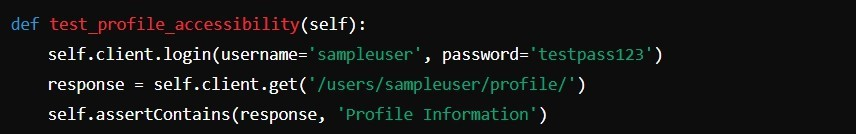 def test_profile_accessibility(self):
    self.client.login(username='sampleuser', password='testpass123')
    response = self.client.get('/users/sampleuser/profile/')
    self.assertContains(response, 'Profile Information')